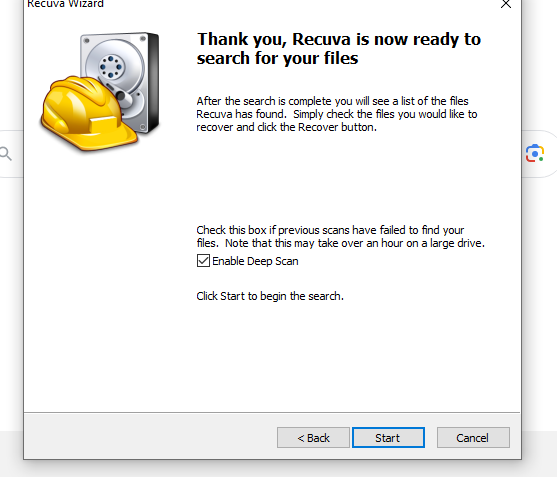 Recuva Wizard
Thank you, Recuva is now ready to
search for your files
After the search is complete you will see a list of the files
Recuva has found.  Simply check the files you would like to
recover and click the Recover button.
Check this box if previous scans have failed to find your
files.  Note that this may take over an hour on a large drive.
Enable Deep Scan
Click Start to begin the search.
< Back
Start
Cancel